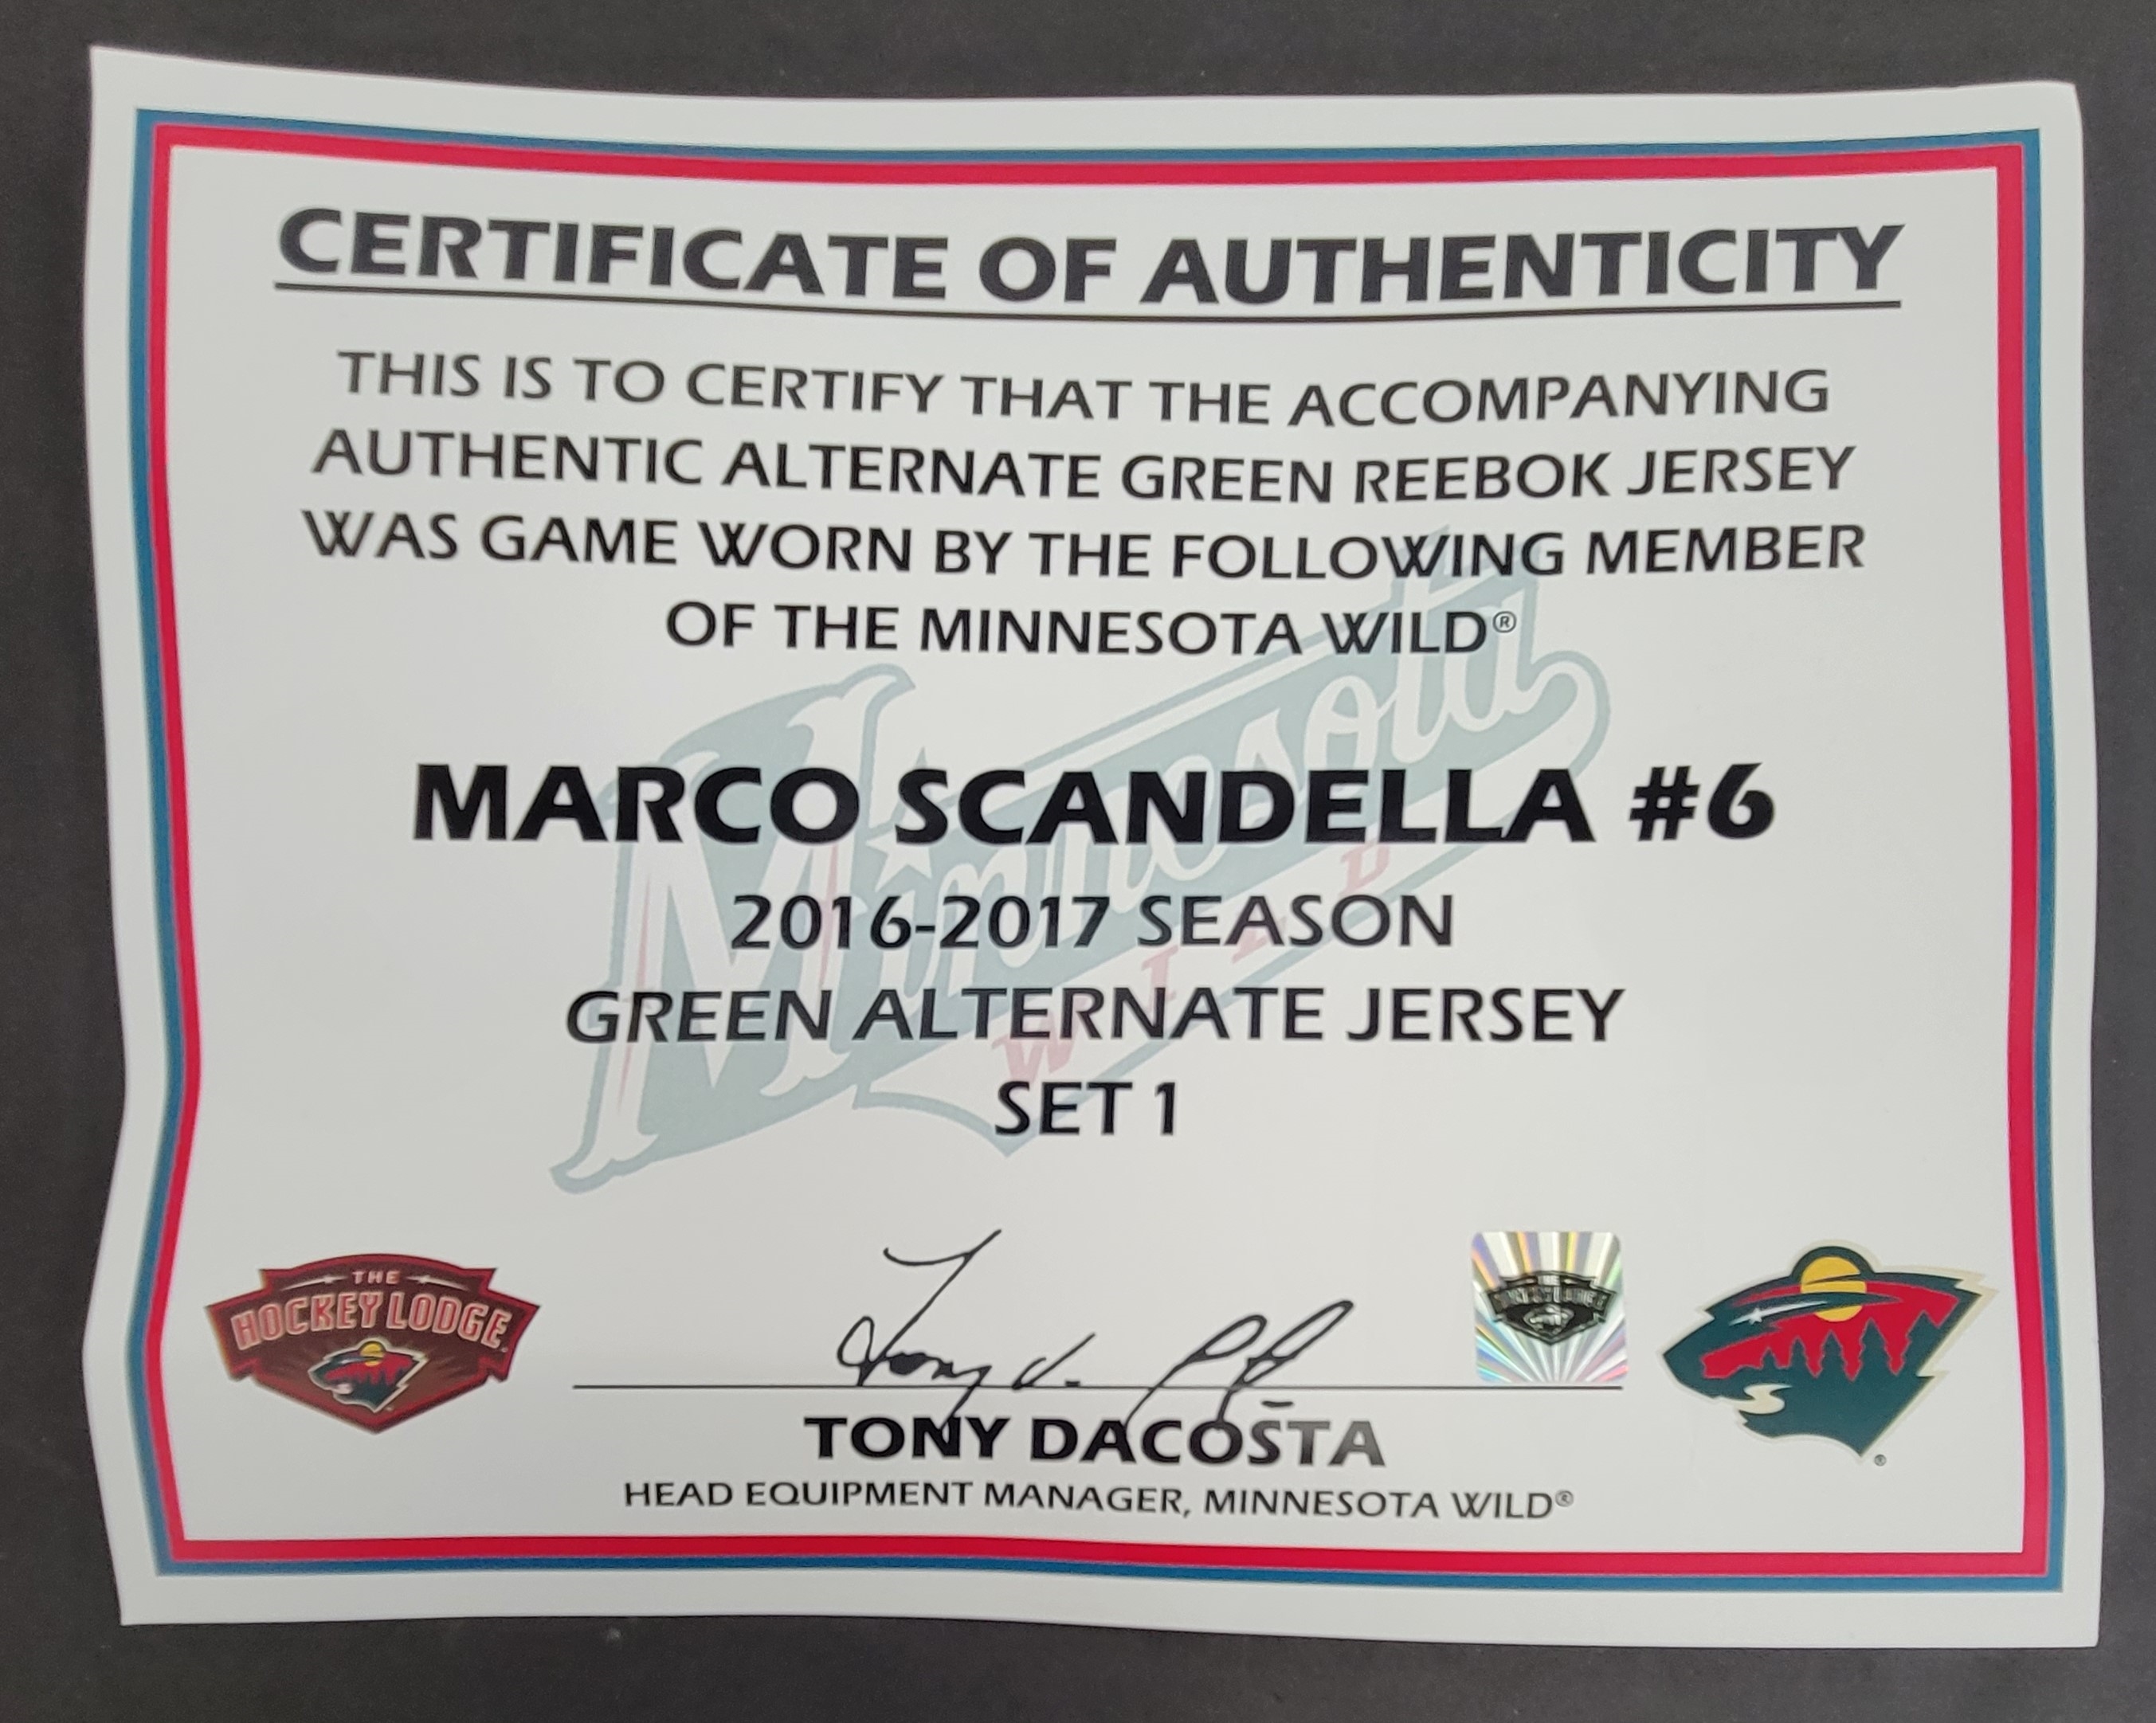 CERTIFICATE OF AUTHENTICITY
THIS IS TO CERTIFY THAT THE ACCOMPANYING
AUTHENTIC ALTERNATE GREEN REEBOK JERSEY
WAS GAME WORN BY THE FOLLOWING MEMBER
OF THE MINNESOTA WILD®
Minnesota
WILD
MARCO SCANDELLA #6
2016-2017 SEASON
GREEN ALTERNATE JERSEY
SET 1
THE
HOCKEY LODGE
TONY DACOSTA
HEAD EQUIPMENT MANAGER, MINNESOTA WILD®